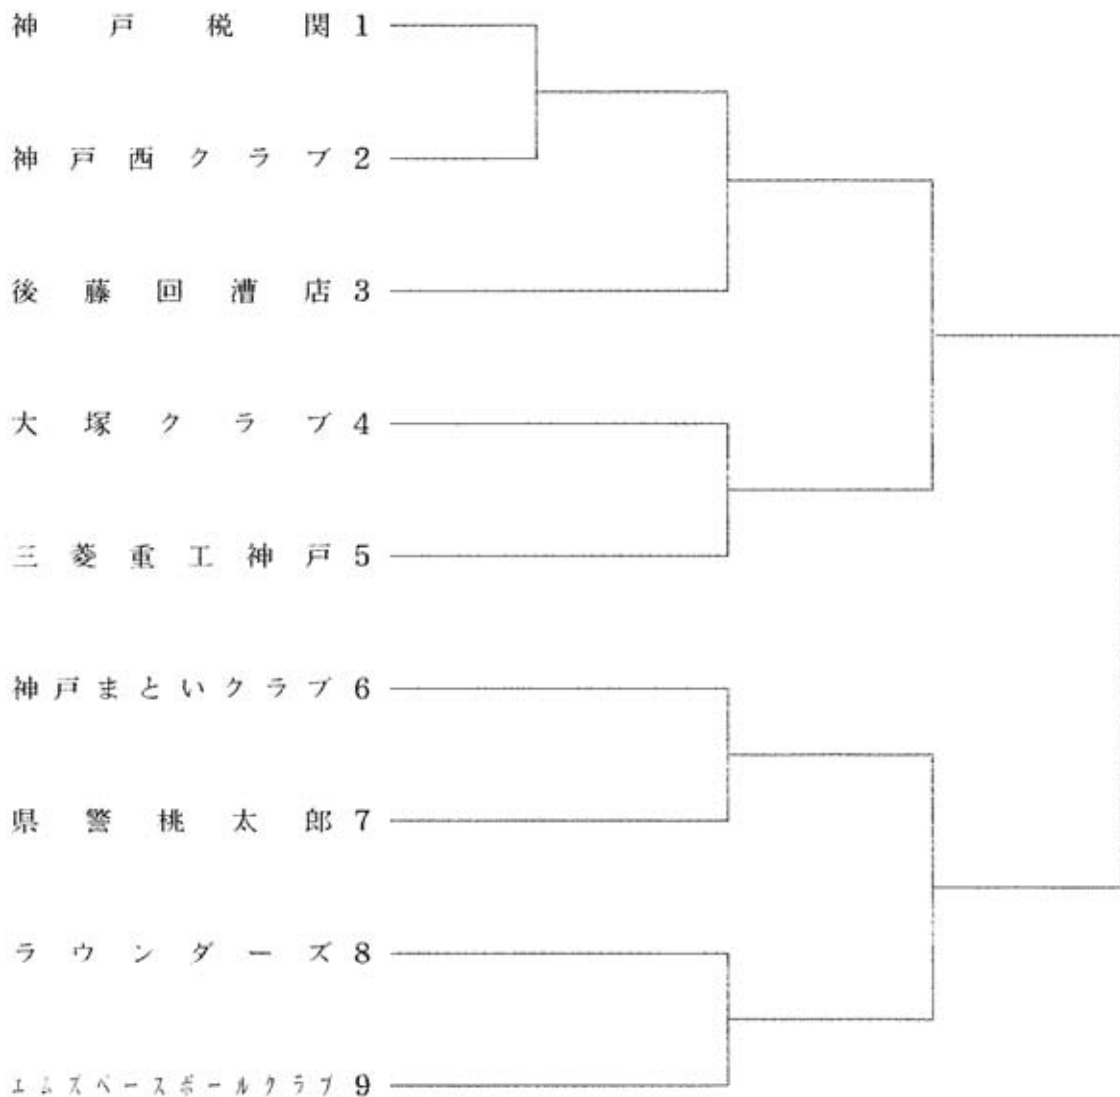 神戸税関 1
神戸西クラブ 2
後藤回漕店 3
大塚クラブ 4
三菱重工神戸 5
神戸まといクラブ 6
県警桃太郎 7
ラウンダーズ 8
エムズベースボールクラブ 9